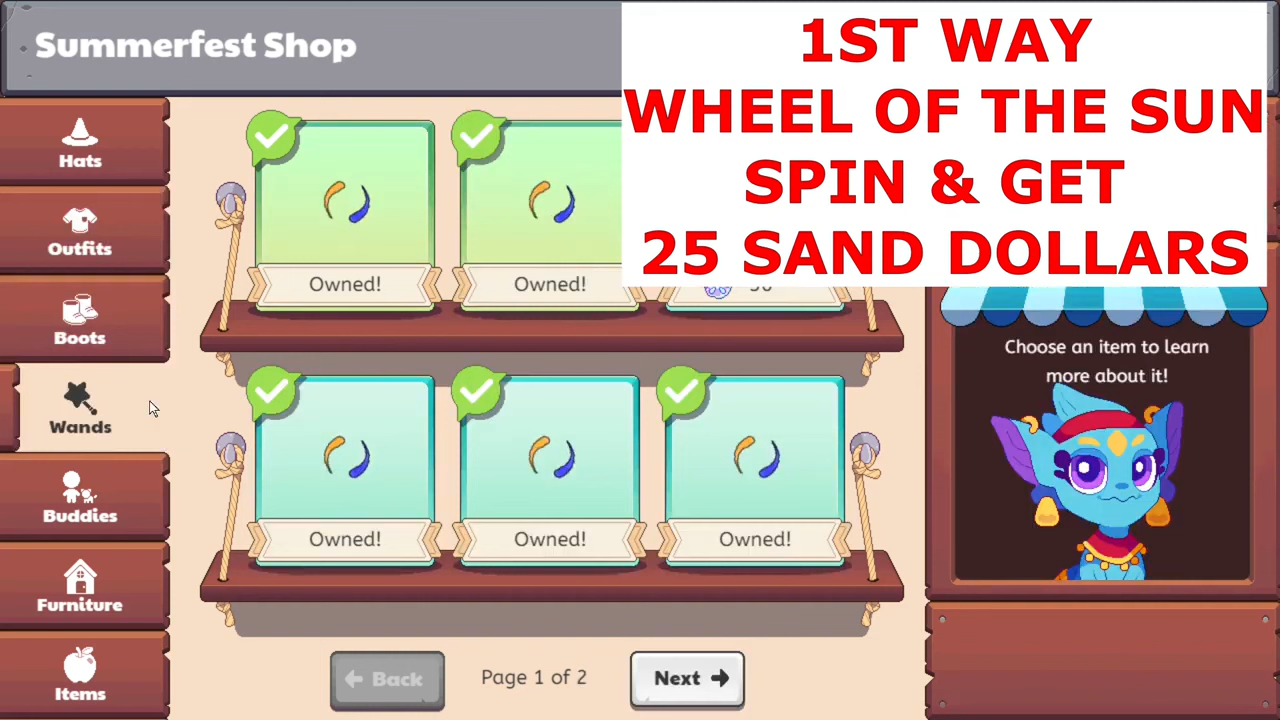 Summerfest Shop
1ST WAY
WHEEL OF THE SUN
SPIN & GET
25 SAND DOLLARS
Hats
Outfits
Boots
Wands
Buddies
Furniture
Items
Owned!
Owned!
Owned!
Owned!
Owned!
Back
Page 1 of 2
Next
Choose an item to learn
more about it!